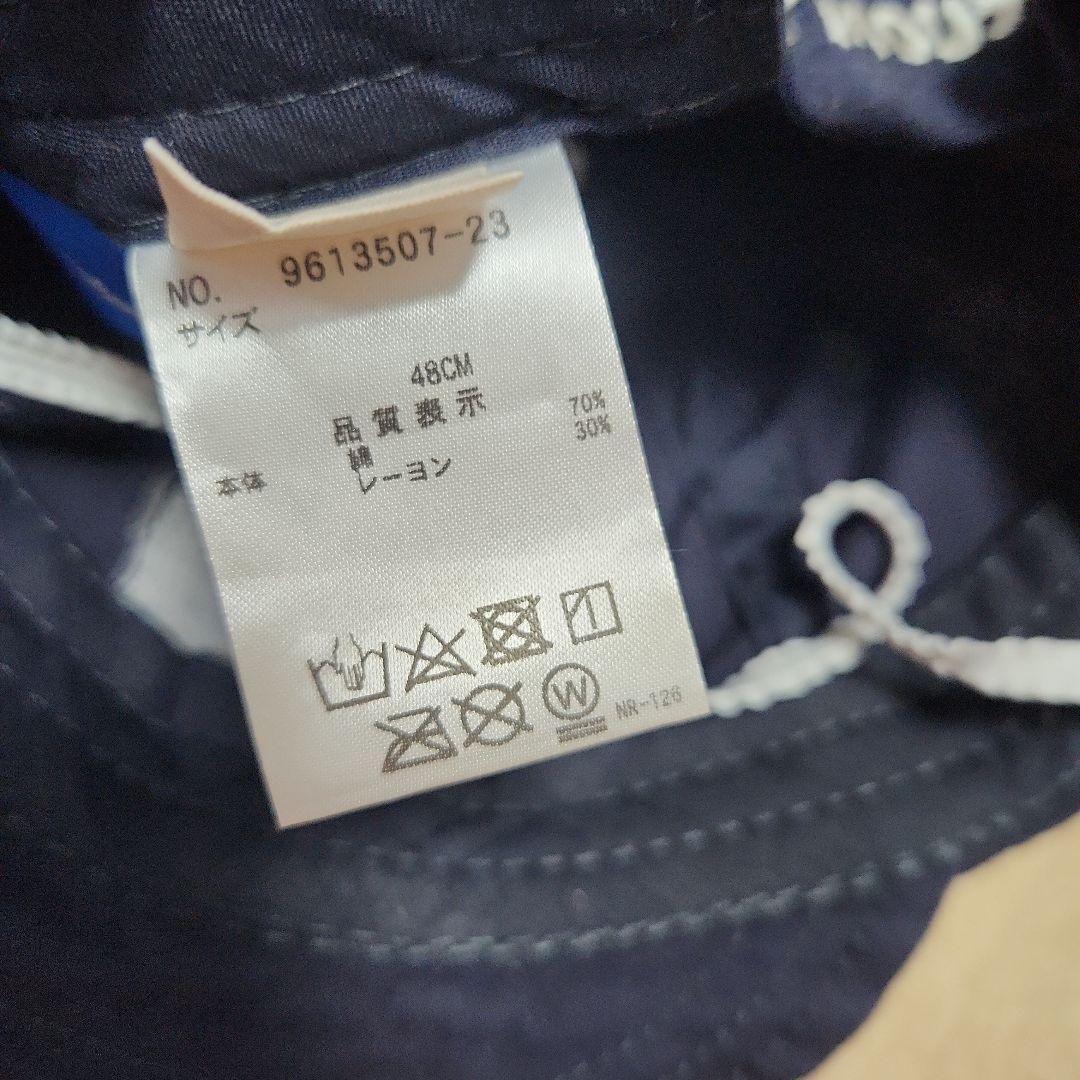 NO. 9613507-23
サイズ
48CM
品質表示
本体 綿 70%
レーヨン 30%
W NR-126